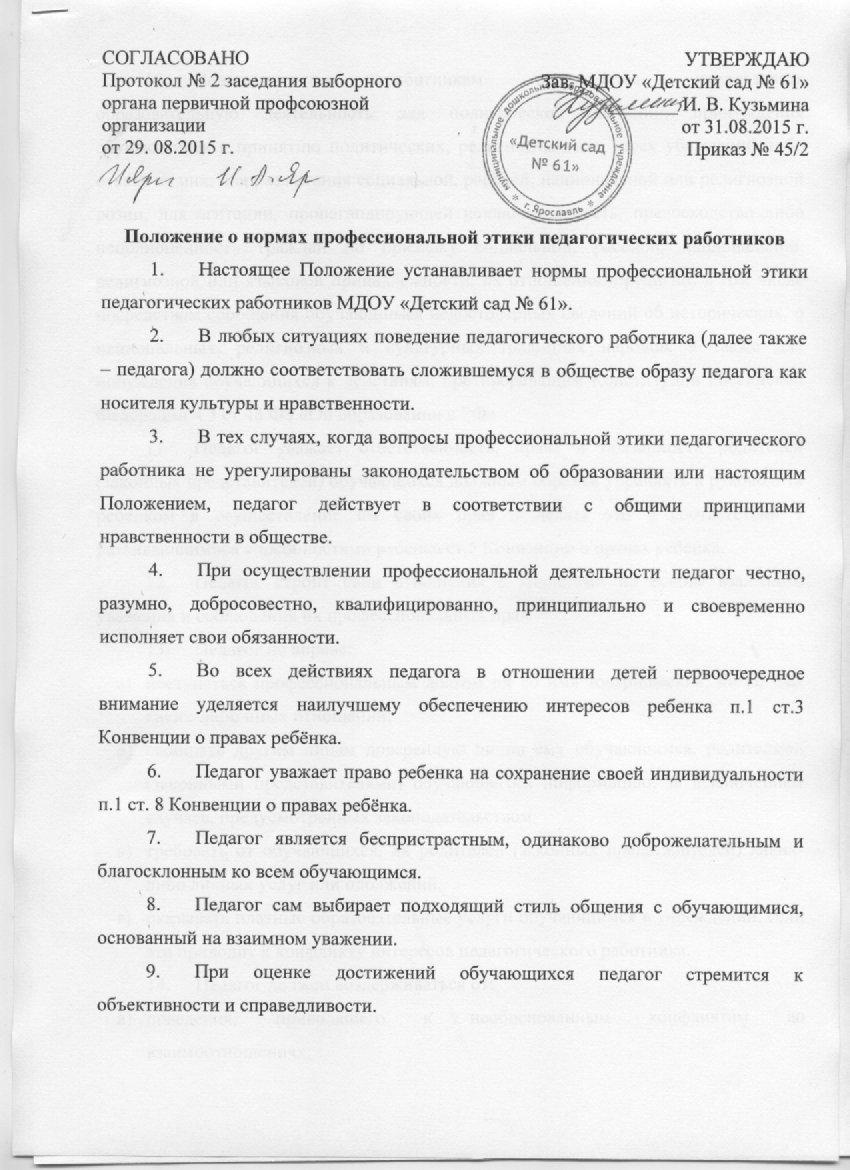 СОГЛАСОВАНО
Протокол № 2 заседания выборного
органа первичной профсоюзной
организации
от 29. 08.2015 г.
УТВЕРЖДАЮ
Зав. МДОУ «Детский сад № 61»
И. В. Кузьмина
от 31.08.2015 г.
Приказ № 45/2
«Детский сад
№ 61»
г. Ярославль
Положение о нормах профессиональной этики педагогических работников
1. Настоящее Положение устанавливает нормы профессиональной этики
педагогических работников МДОУ «Детский сад № 61».
2. В любых ситуациях поведение педагогического работника (далее также
– педагога) должно соответствовать сложившемуся в обществе образу педагога как
носителя культуры и нравственности.
3. В тех случаях, когда вопросы профессиональной этики педагогического
работника не урегулированы законодательством об образовании или настоящим
Положением, педагог действует в соответствии с общими принципами
нравственности в обществе.
4. При осуществлении профессиональной деятельности педагог честно,
разумно, добросовестно, квалифицированно, принципиально и своевременно
исполняет свои обязанности.
5. Во всех действиях педагога в отношении детей первоочередное
внимание уделяется наилучшему обеспечению интересов ребенка п.1 ст.3
Конвенции о правах ребёнка.
6. Педагог уважает право ребенка на сохранение своей индивидуальности
п.1 ст. 8 Конвенции о правах ребёнка.
7. Педагог является беспристрастным, одинаково доброжелательным и
благосклонным ко всем обучающимся.
8. Педагог сам выбирает подходящий стиль общения с обучающимися,
основанный на взаимном уважении.
9. При оценке достижений обучающихся педагог стремится к
объективности и справедливости.